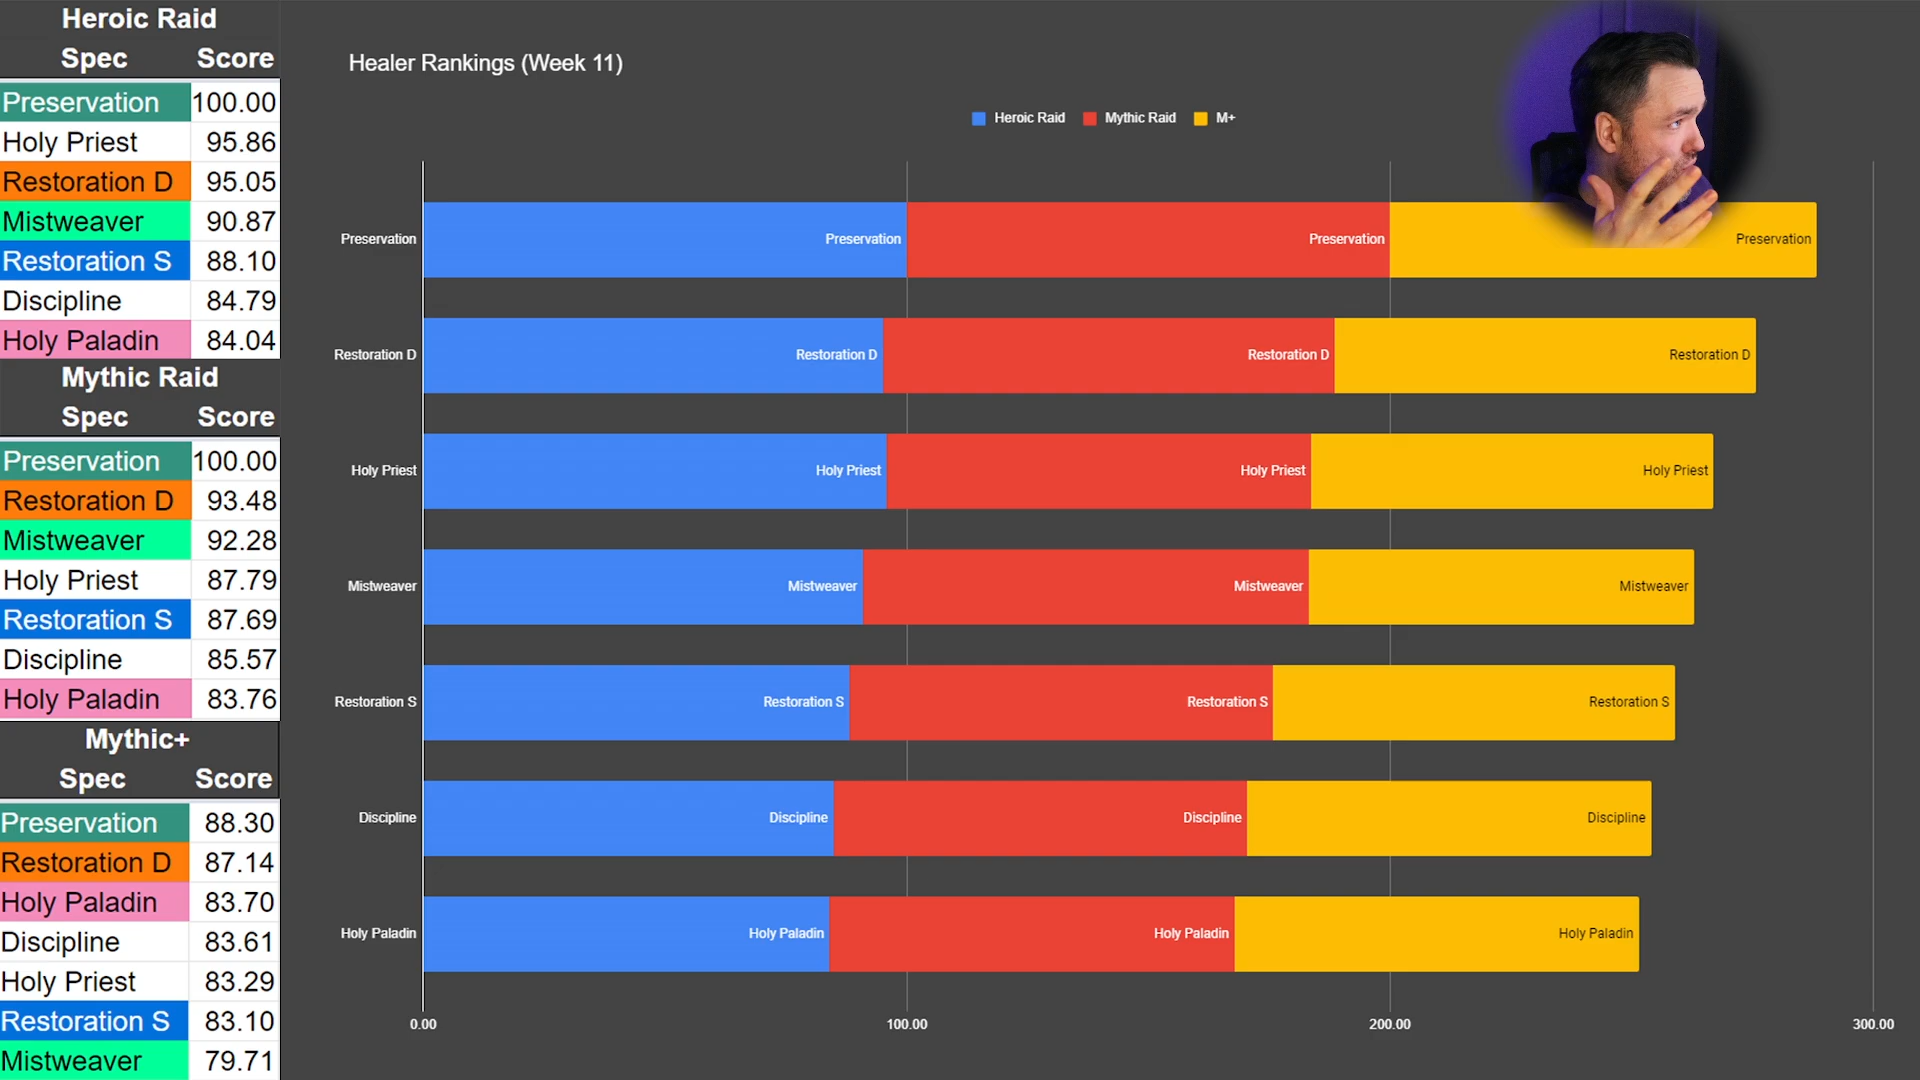 Heroic Raid
Spec Score
Preservation 100.00
Holy Priest 95.86
Restoration D 95.05
Mistweaver 90.87
Restoration S 88.10
Discipline 84.79
Holy Paladin 84.04
Mythic Raid
Spec Score
Preservation 100.00
Restoration D 93.48
Mistweaver 92.28
Holy Priest 87.79
Restoration S 87.69
Discipline 85.57
Holy Paladin 83.76
Mythic+
Spec Score
Preservation 88.30
Restoration D 87.14
Holy Paladin 83.70
Discipline 83.61
Holy Priest 83.29
Restoration S 83.10
Mistweaver 79.71
Healer Rankings (Week 11)
Heroic Raid Mythic Raid M+
Preservation Preservation Preservation Preservation
Restoration D Restoration D Restoration D Restoration D
Holy Priest Holy Priest Holy Priest Holy Priest
Mistweaver Mistweaver Mistweaver Mistweaver
Restoration S Restoration S Restoration S Restoration S
Discipline Discipline Discipline Discipline
Holy Paladin Holy Paladin Holy Paladin Holy Paladin
0.00 100.00 200.00 300.00